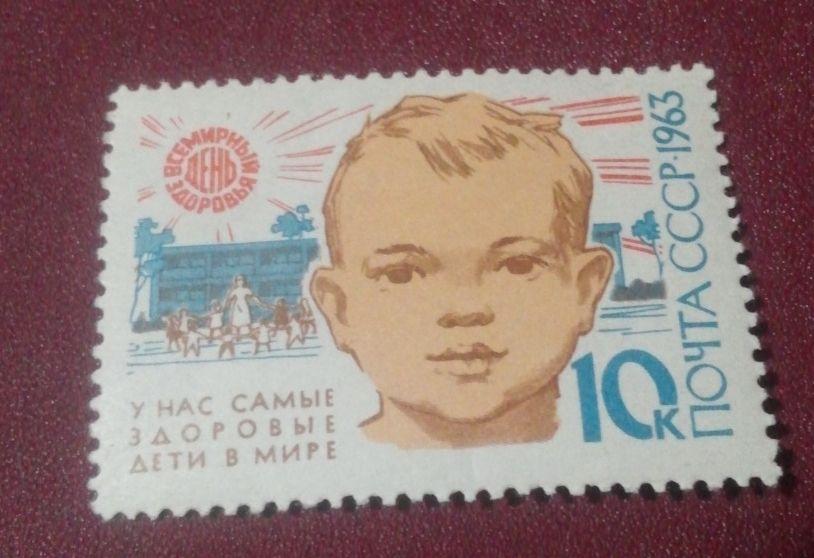 ВСЕМИРНЫЙ
ДЕНЬ
ЗДОРОВЬЯ
У НАС САМЫЕ
ЗДОРОВЫЕ
ДЕТИ В МИРЕ
10К
ПОЧТА СССР·1963